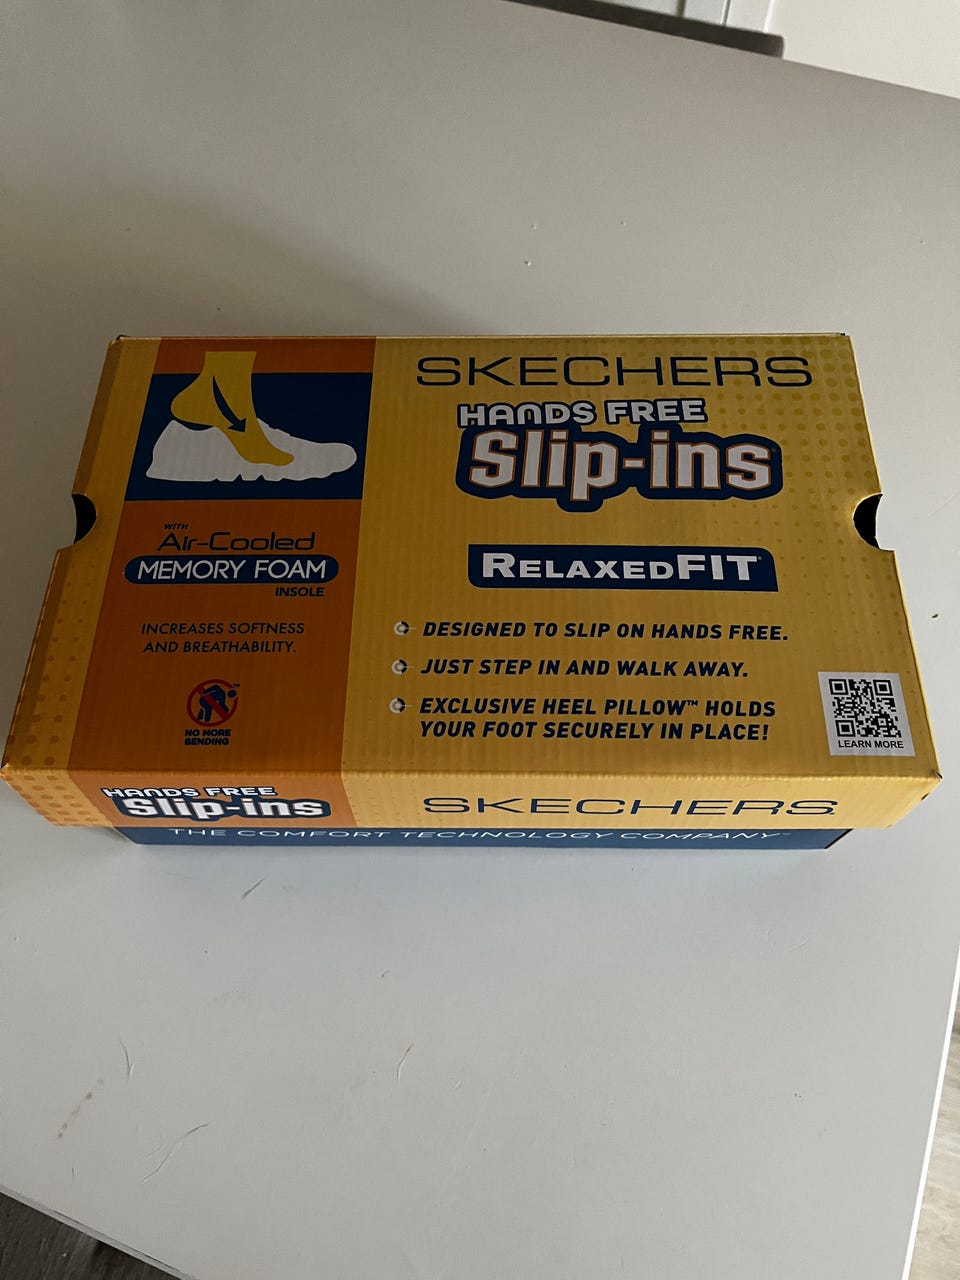 SKECHERS
HANDS FREE
Slip-ins
RELAXEDFIT®
DESIGNED TO SLIP ON HANDS FREE.
JUST STEP IN AND WALK AWAY.
EXCLUSIVE HEEL PILLOW™ HOLDS
YOUR FOOT SECURELY IN PLACE!
LEARN MORE
WITH
Air-Cooled
MEMORY FOAM
INSOLE
INCREASES SOFTNESS
AND BREATHABILITY.
NO MORE
BENDING
HANDS FREE
Slip-ins
SKECHERS
THE COMFORT TECHNOLOGY COMPANY™